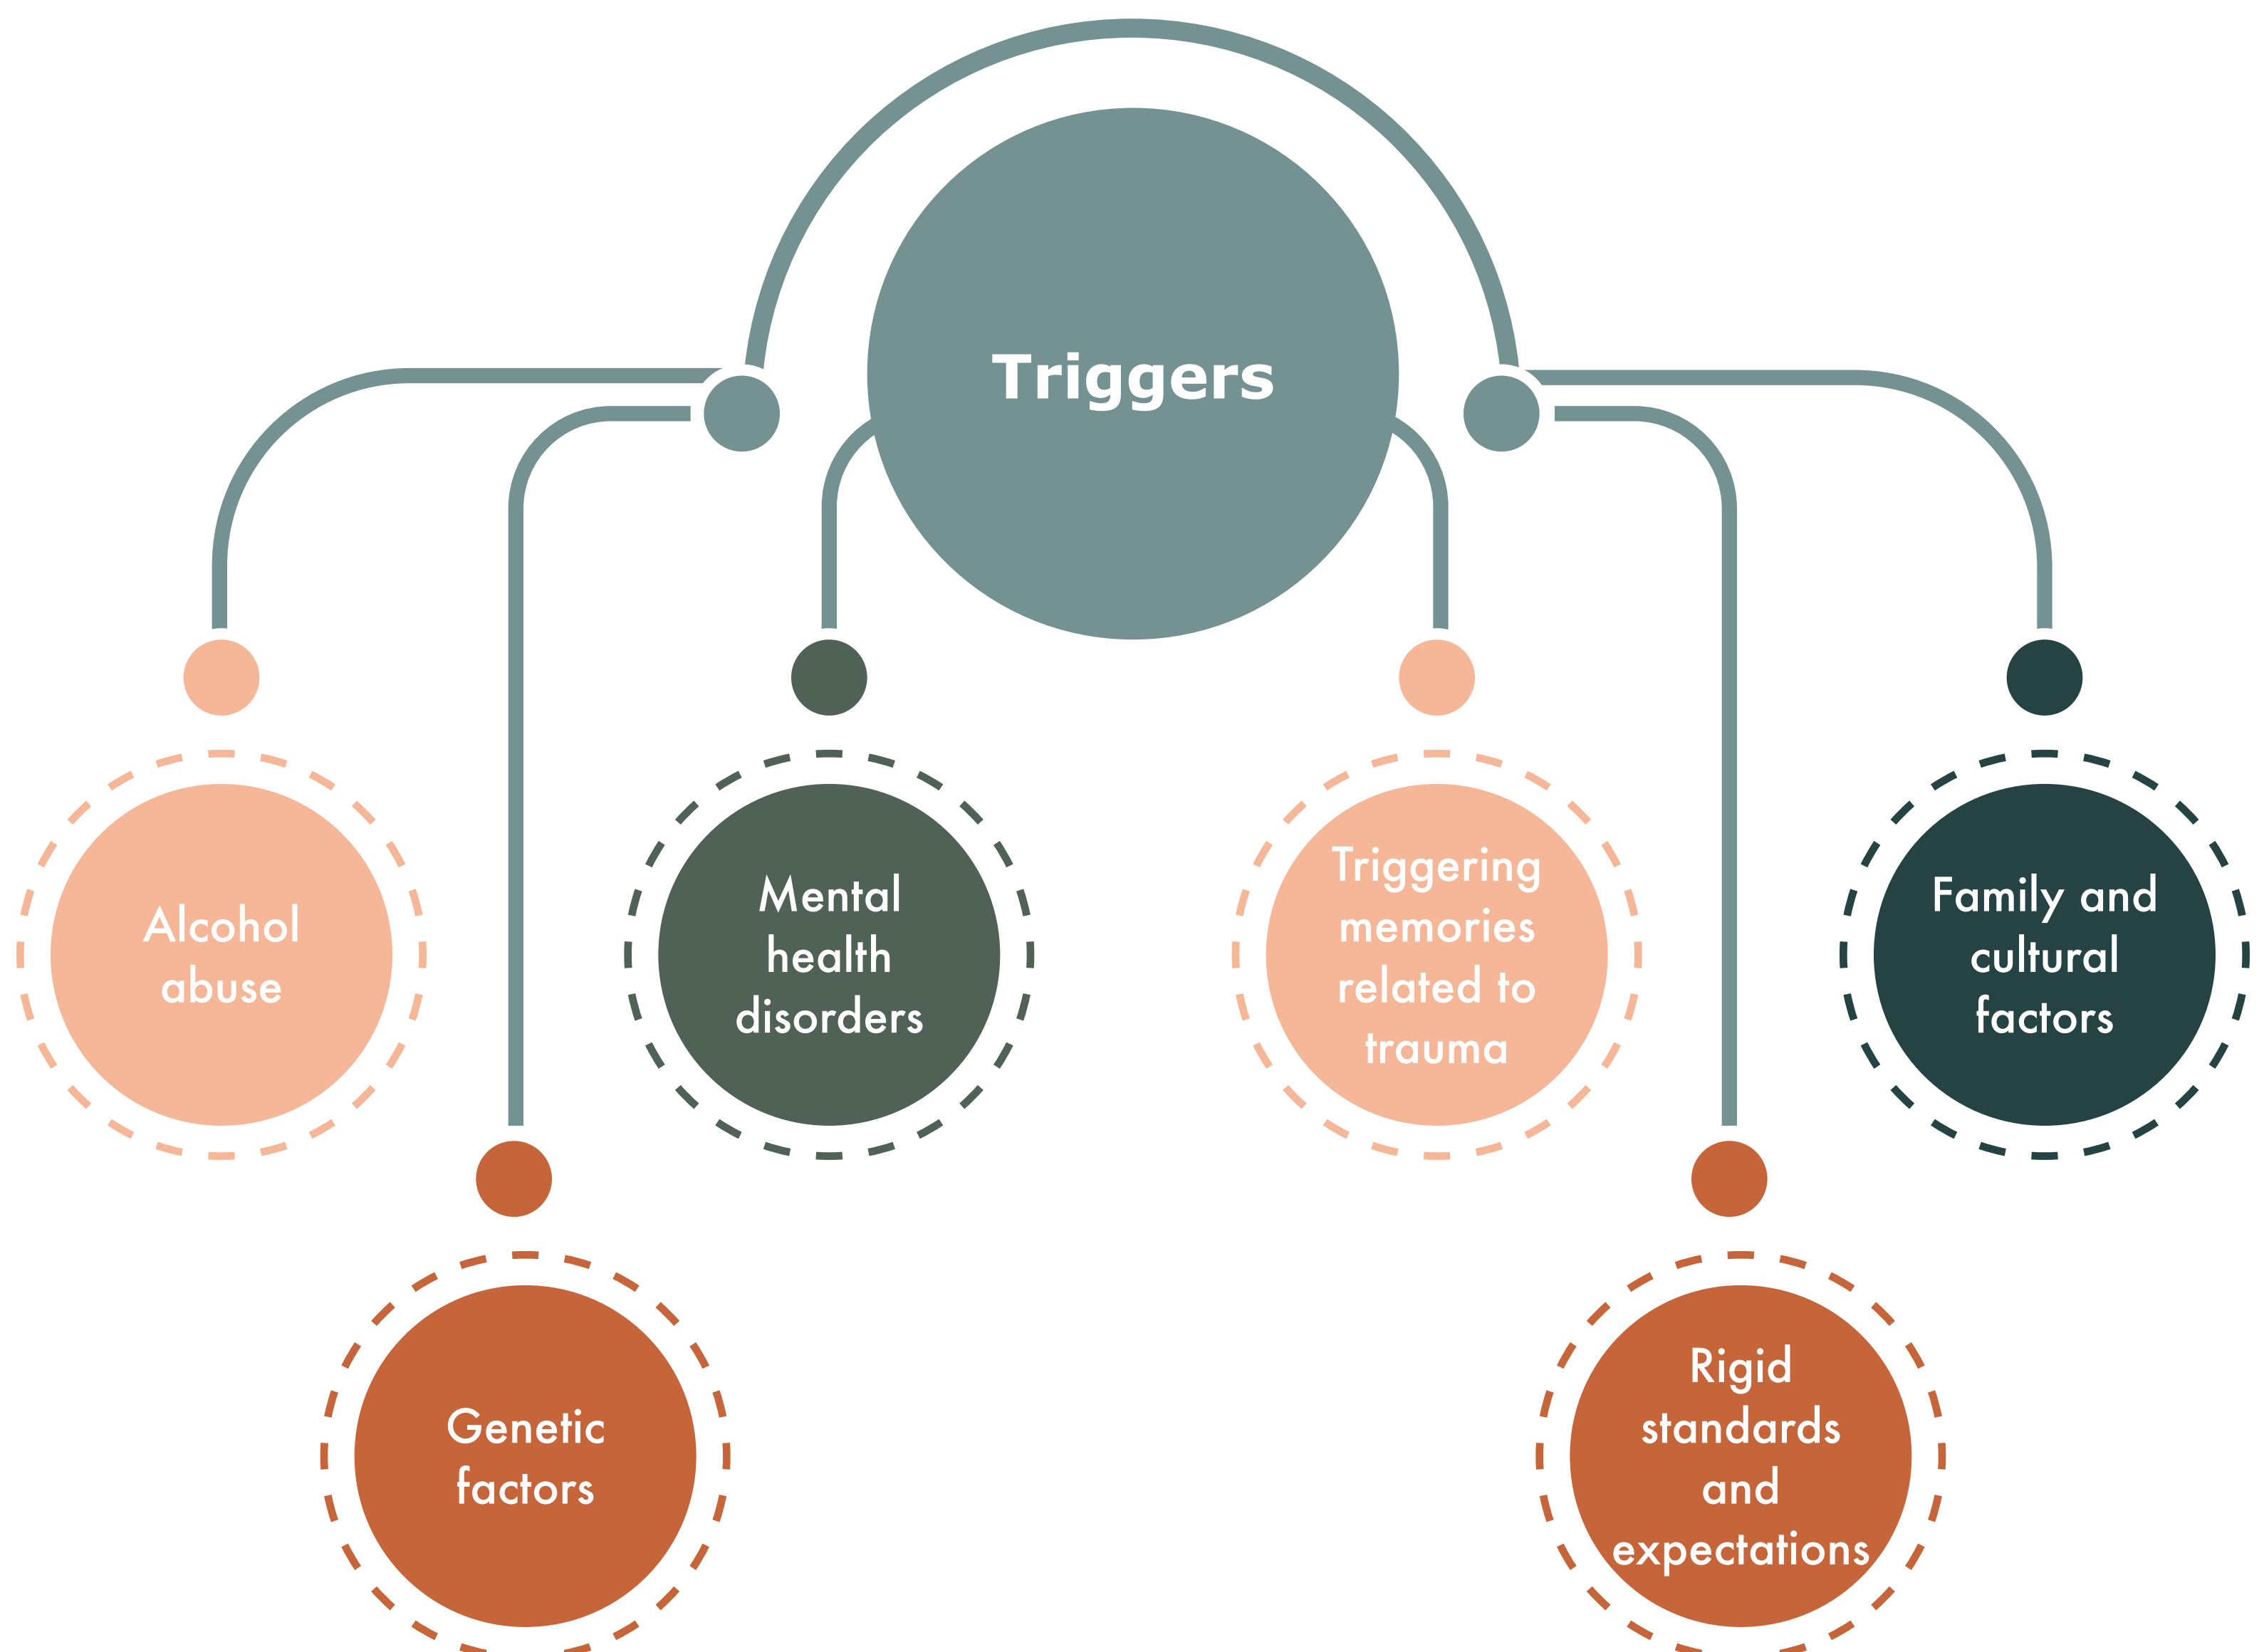 Triggers
Alcohol
abuse
Mental
health
disorders
Triggering
memories
related to
trauma
Family and
cultural
factors
Genetic
factors
Rigid
standards
and
expectations